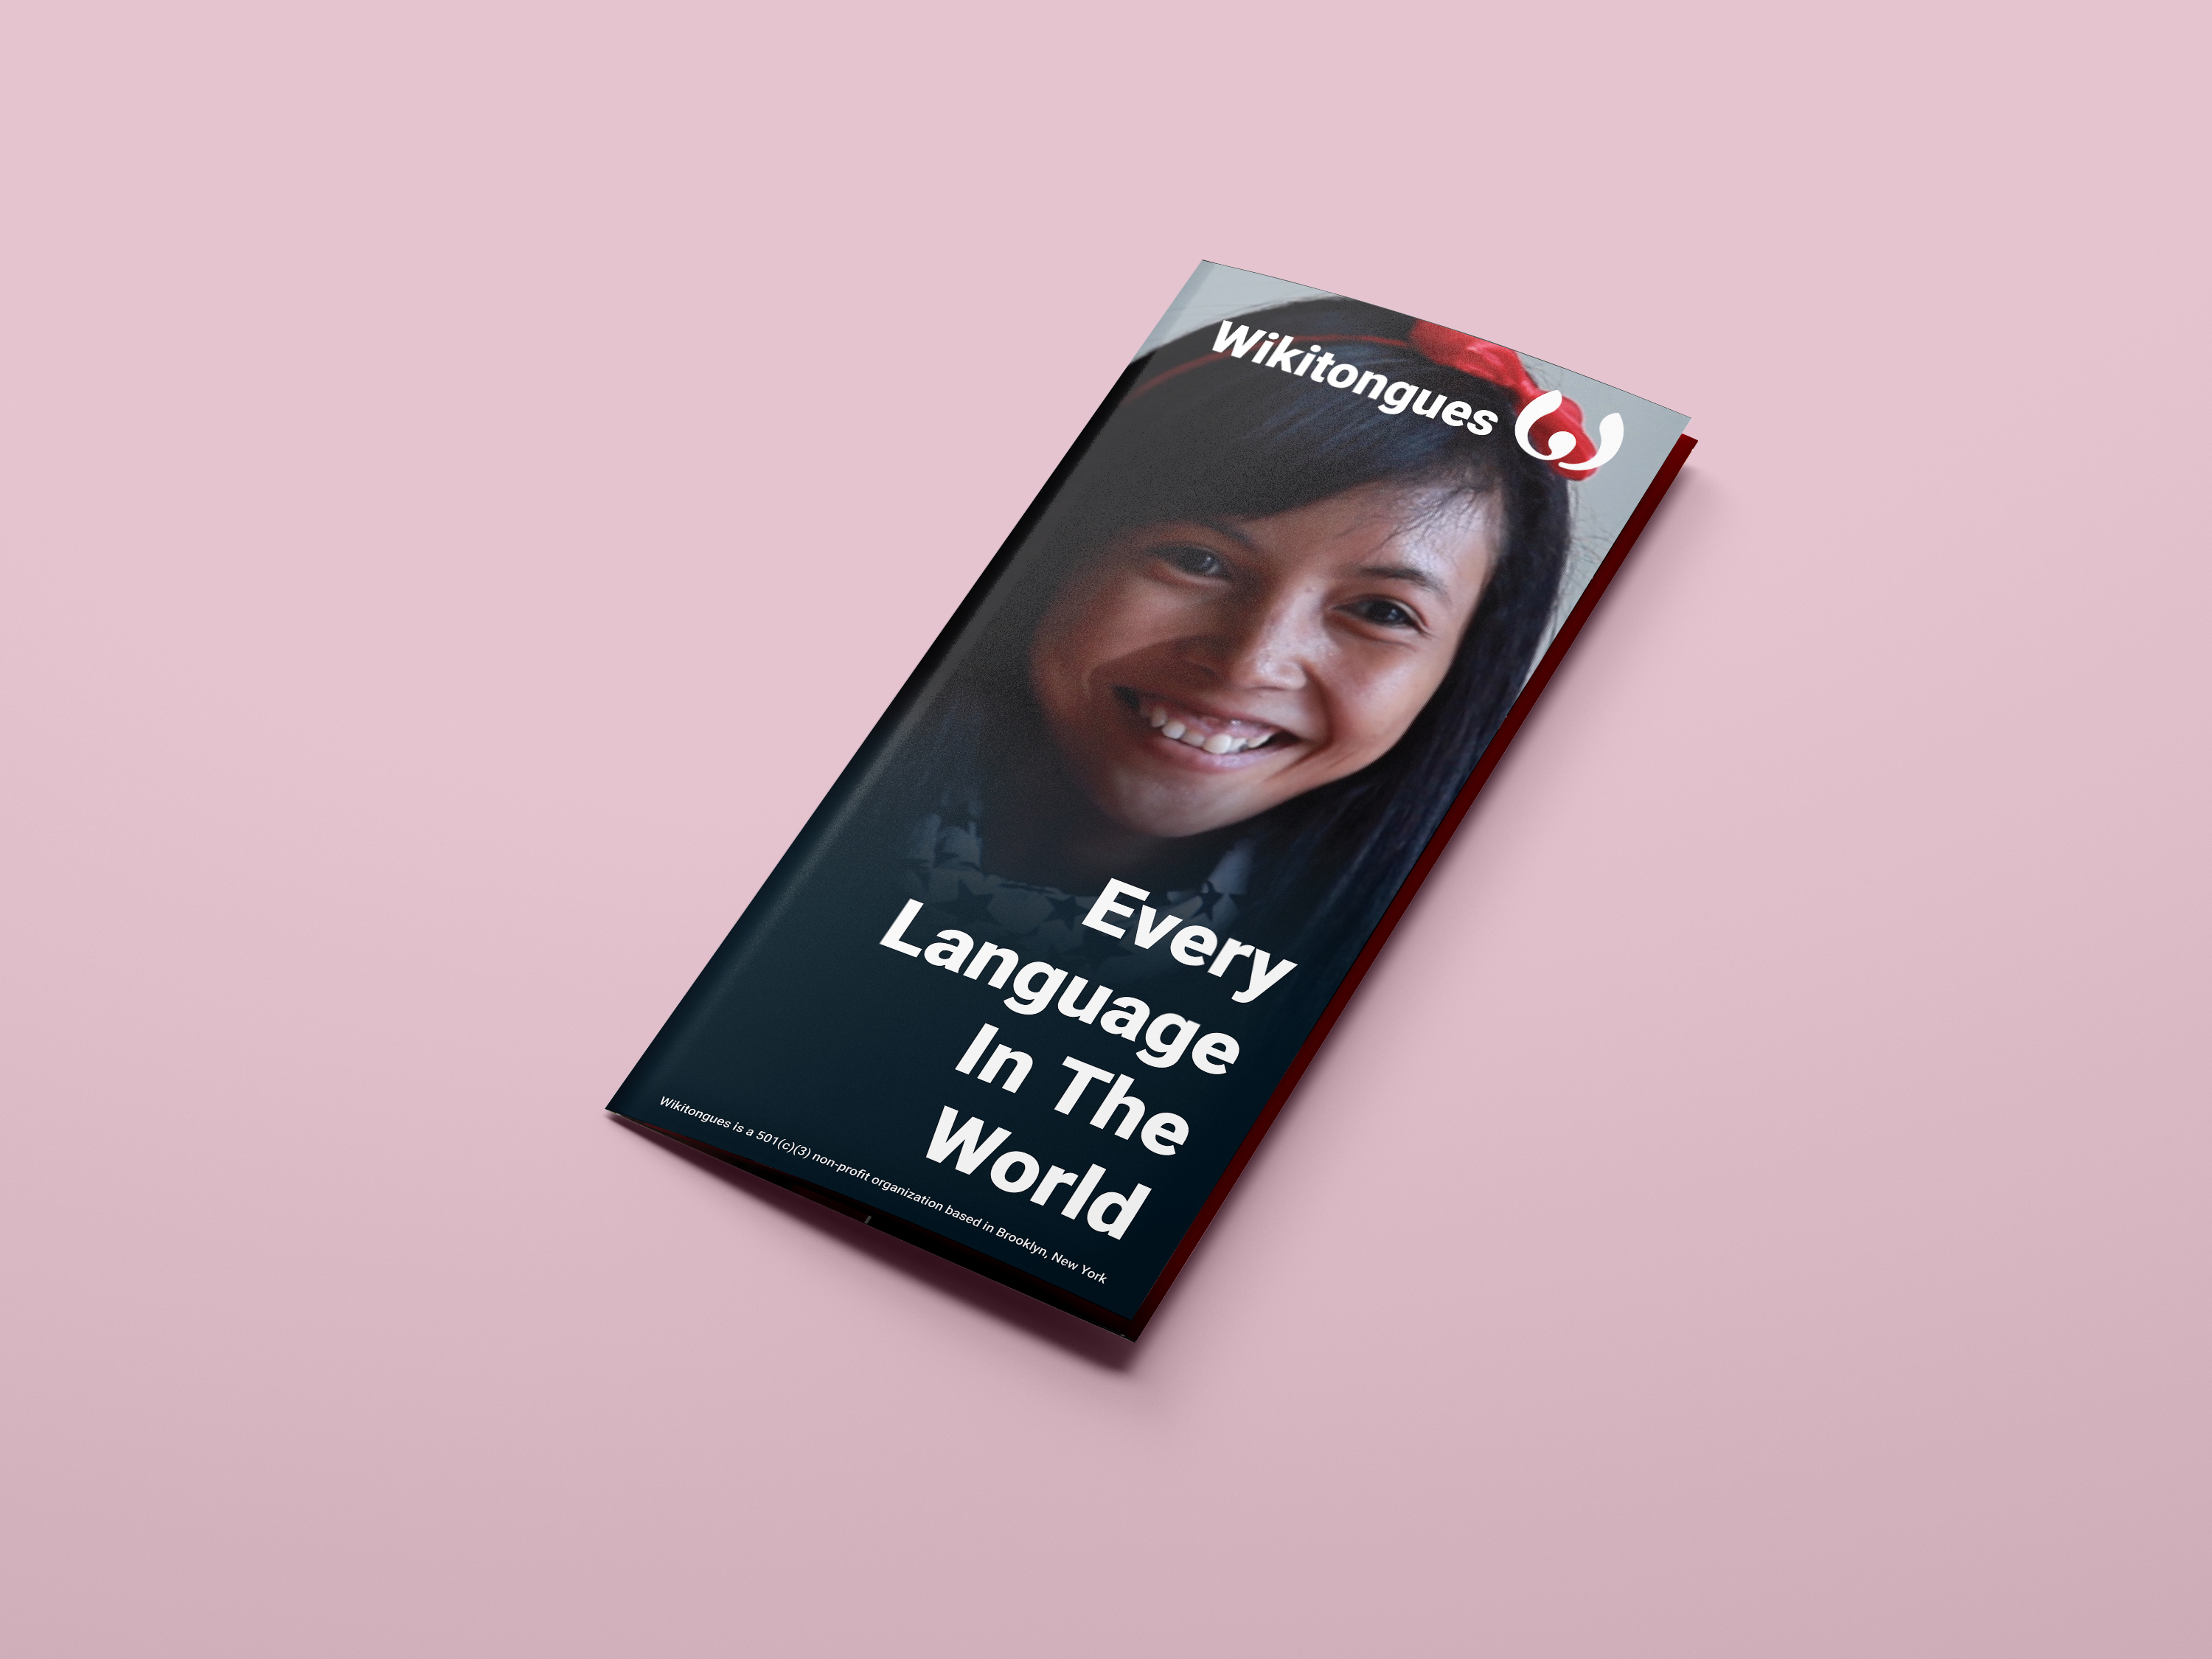 Wikitongues
Every
Language
In The
World
Wikitongues is a 501(c)(3) non-profit organization based in Brooklyn, New York